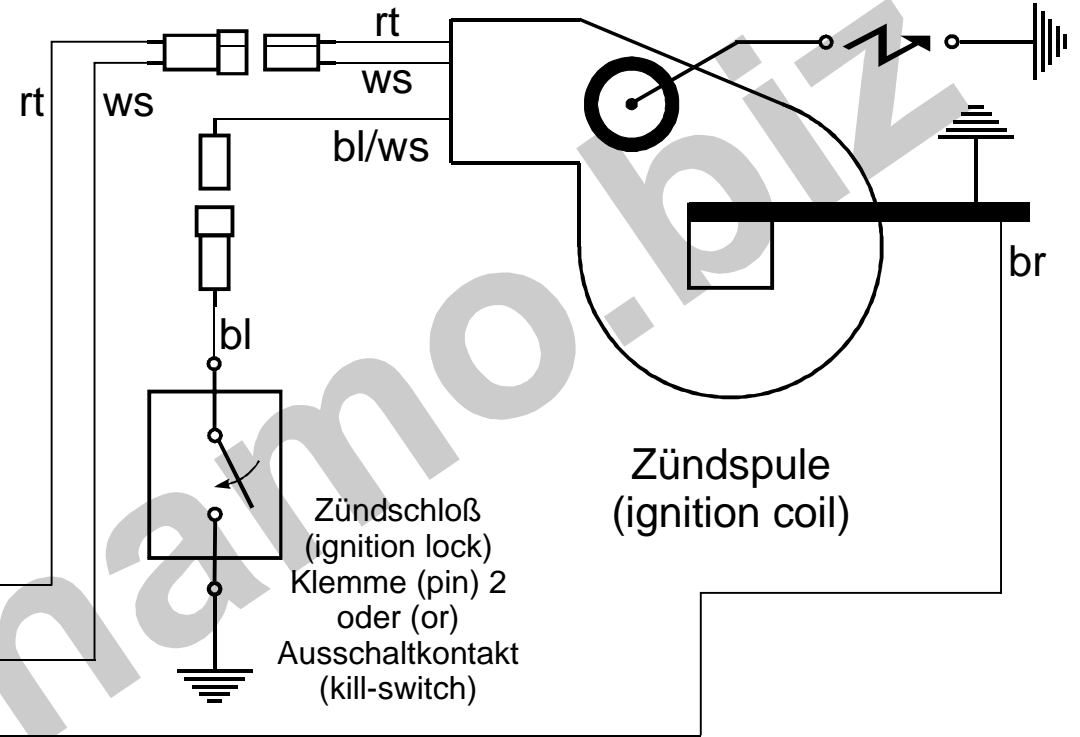 rt
ws
rt
ws
bl/ws
br
bl
Zündspule
(ignition coil)
Zündschloß
(ignition lock)
Klemme (pin) 2
oder (or)
Ausschaltkontakt
(kill-switch)
namo.biz